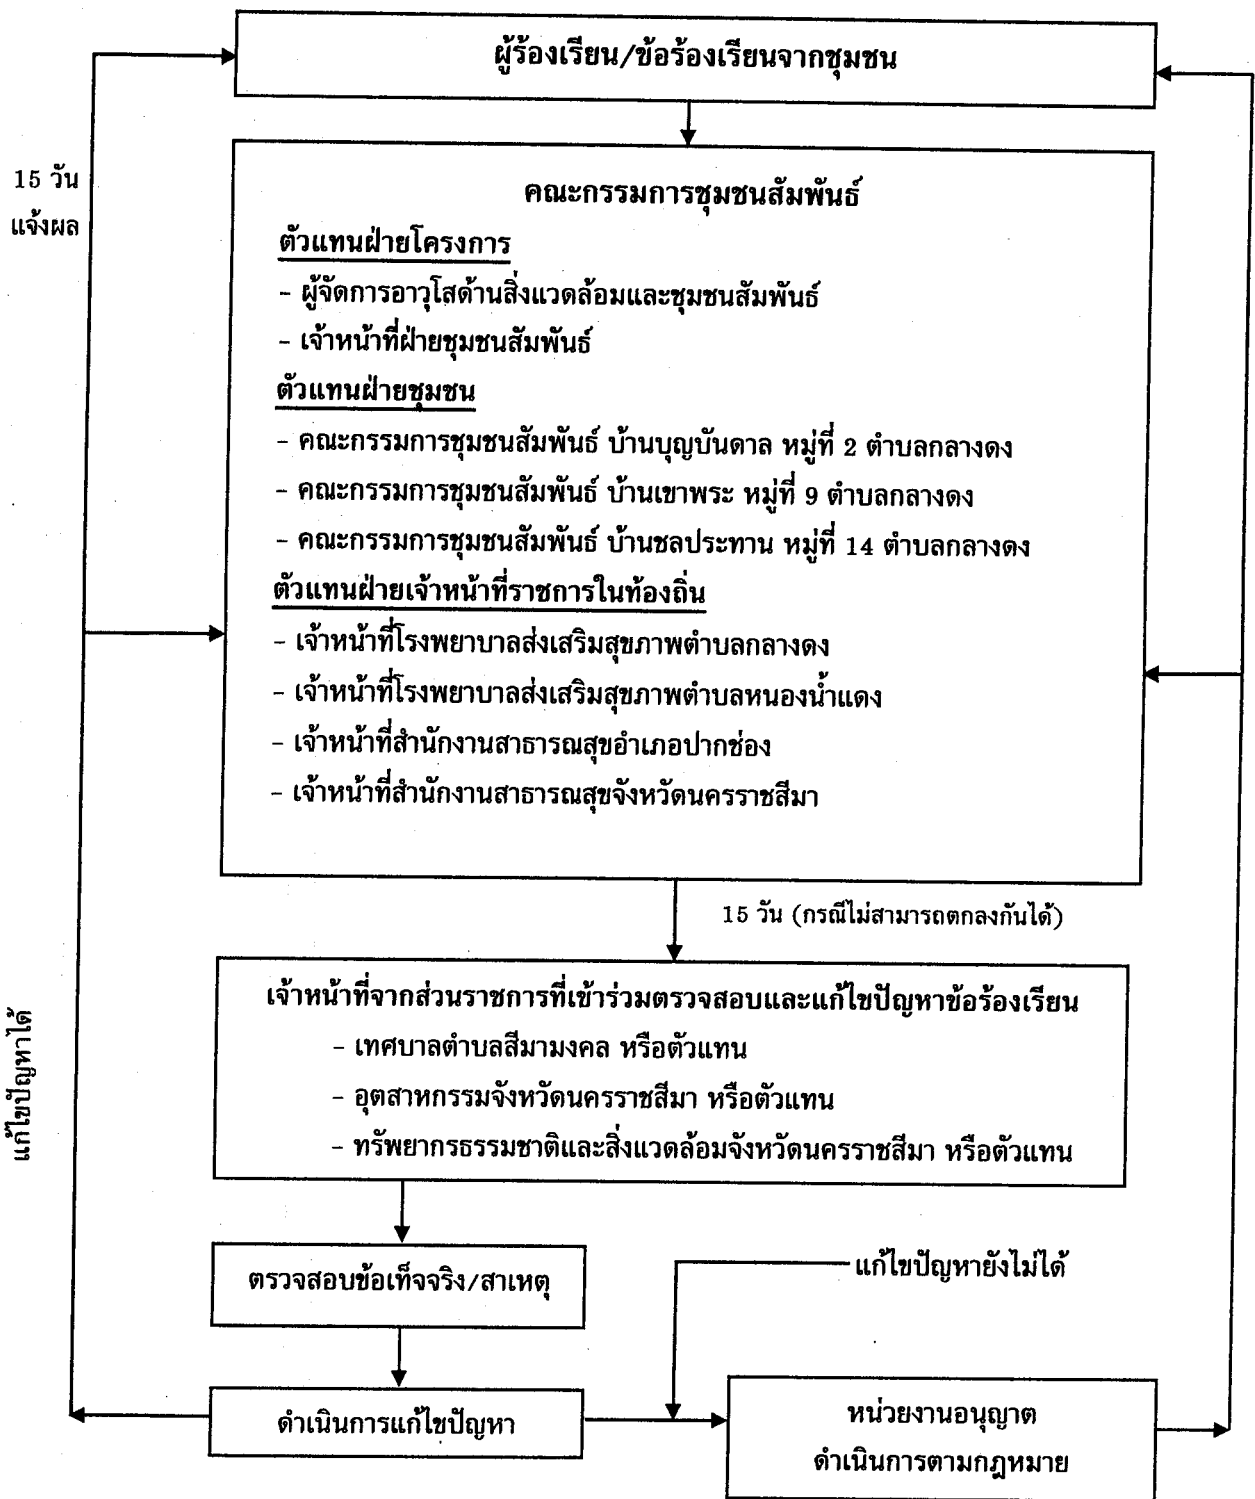 ผู้ร้องเรียน/ข้อร้องเรียนจากชุมชน
15 วัน
แจ้งผล
คณะกรรมการชุมชนสัมพันธ์
ตัวแทนฝ่ายโครงการ
- ผู้จัดการอาวุโสด้านสิ่งแวดล้อมและชุมชนสัมพันธ์
- เจ้าหน้าที่ฝ่ายชุมชนสัมพันธ์
ตัวแทนฝ่ายชุมชน
- คณะกรรมการชุมชนสัมพันธ์ บ้านบุญบันดาล หมู่ที่ 2 ตำบลกลางดง
- คณะกรรมการชุมชนสัมพันธ์ บ้านเขาพระ หมู่ที่ 9 ตำบลกลางดง
- คณะกรรมการชุมชนสัมพันธ์ บ้านชลประทาน หมู่ที่ 14 ตำบลกลางดง
ตัวแทนฝ่ายเจ้าหน้าที่ราชการในท้องถิ่น
- เจ้าหน้าที่โรงพยาบาลส่งเสริมสุขภาพตำบลกลางดง
- เจ้าหน้าที่โรงพยาบาลส่งเสริมสุขภาพตำบลหนองน้ำแดง
- เจ้าหน้าที่สำนักงานสาธารณสุขอำเภอปากช่อง
- เจ้าหน้าที่สำนักงานสาธารณสุขจังหวัดนครราชสีมา
15 วัน (กรณีไม่สามารถตกลงกันได้)
เจ้าหน้าที่จากส่วนราชการที่เข้าร่วมตรวจสอบและแก้ไขปัญหาข้อร้องเรียน
- เทศบาลตำบลสีมามงคล หรือตัวแทน
- อุตสาหกรรมจังหวัดนครราชสีมา หรือตัวแทน
- ทรัพยากรธรรมชาติและสิ่งแวดล้อมจังหวัดนครราชสีมา หรือตัวแทน
แก้ไขปัญหาได้
ตรวจสอบข้อเท็จจริง/สาเหตุ
แก้ไขปัญหายังไม่ได้
ดำเนินการแก้ไขปัญหา
หน่วยงานอนุญาต
ดำเนินการตามกฎหมาย